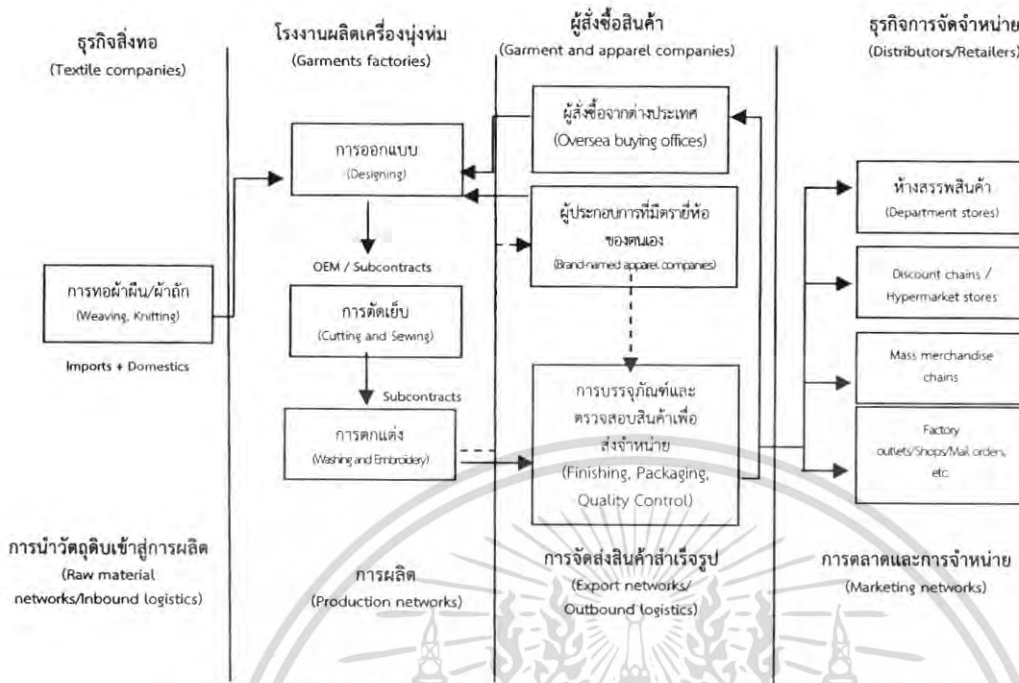 ธุรกิจสิ่งทอ
(Textile companies)
โรงงานผลิตเครื่องนุ่งห่ม
(Garments factories)
ผู้สั่งซื้อสินค้า
(Garment and apparel companies)
ธุรกิจการจัดจำหน่าย
(Distributors/Retailers)
การทอผ้าผืน/ผ้าถัก
(Weaving, Knitting)
Imports + Domestics
การออกแบบ
(Designing)
OEM / Subcontracts
การตัดเย็บ
(Cutting and Sewing)
Subcontracts
การตกแต่ง
(Washing and Embroidery)
ผู้สั่งซื้อจากต่างประเทศ
(Oversea buying offices)
ผู้ประกอบการที่มีตรายี่ห้อ
ของตนเอง
(Brand-named apparel companies)
การบรรจุภัณฑ์และ
ตรวจสอบสินค้าเพื่อ
ส่งจำหน่าย
(Finishing, Packaging,
Quality Control)
ห้างสรรพสินค้า
(Department stores)
Discount chains /
Hypermarket stores
Mass merchandise
chains
Factory
outlets/Shops/Mail orders,
etc.
การนำวัตถุดิบเข้าสู่การผลิต
(Raw material
networks/Inbound logistics)
การผลิต
(Production networks)
การจัดส่งสินค้าสำเร็จรูป
(Export networks/
Outbound logistics)
การตลาดและการจำหน่าย
(Marketing networks)